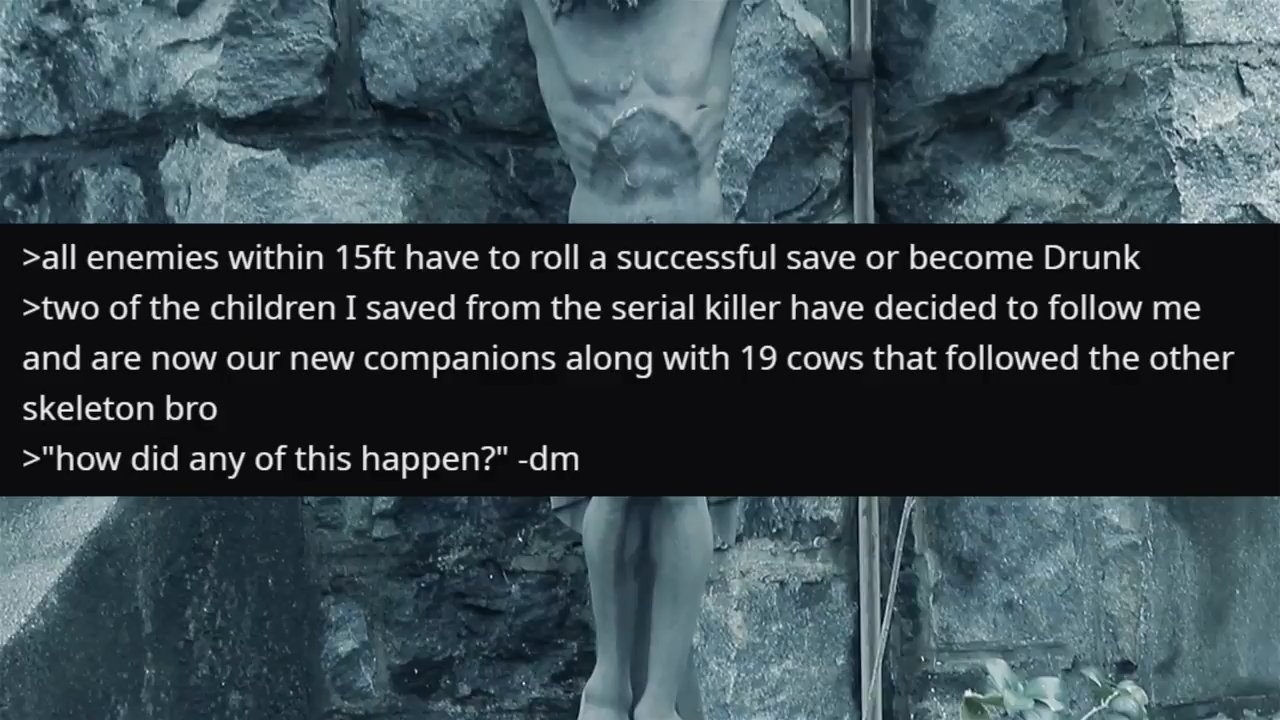 >all enemies within 15ft have to roll a successful save or become Drunk
>two of the children I saved from the serial killer have decided to follow me
and are now our new companions along with 19 cows that followed the other
skeleton bro
>"how did any of this happen?" -dm